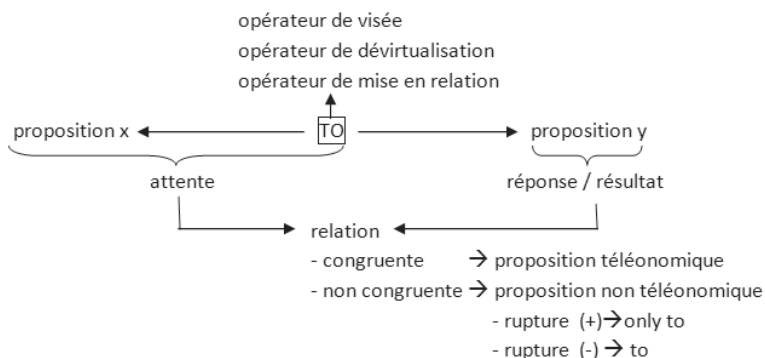 opérateur de visée
opérateur de dévirtualisation
opérateur de mise en relation
proposition x TO proposition y
attente réponse / résultat
relation
- congruente → proposition téléonomique
- non congruente → proposition non téléonomique
- rupture (+)→only to
- rupture (-) → to